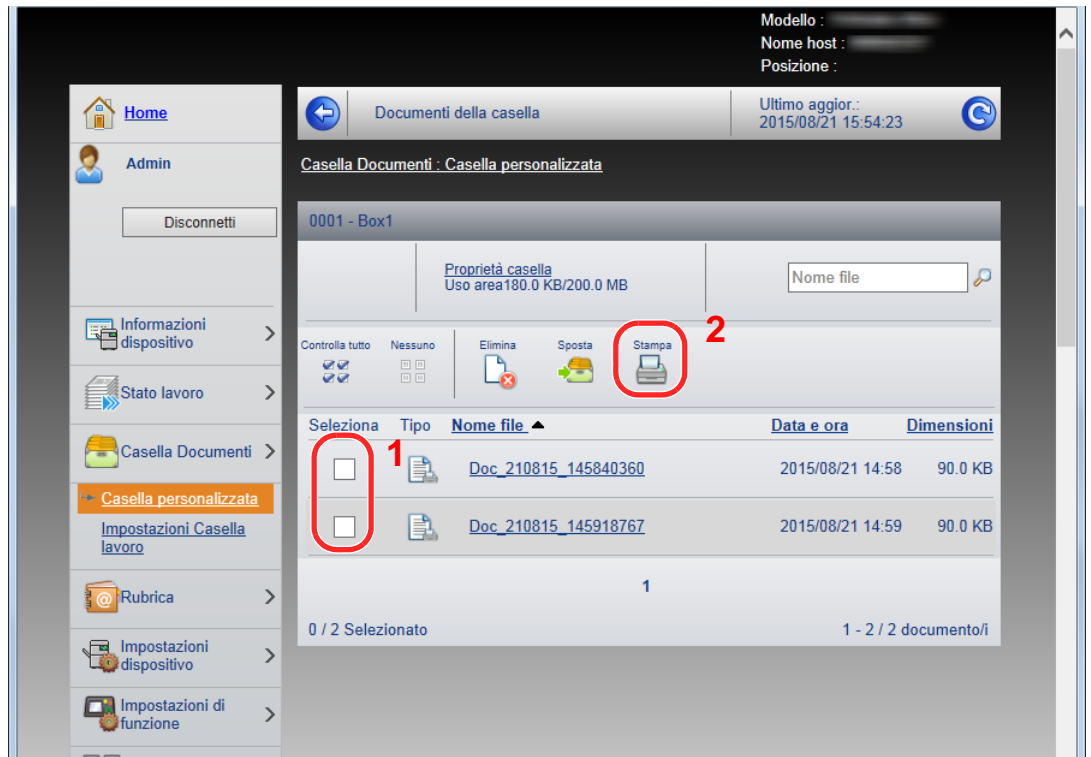 Modello :
Nome host :
Posizione :
Home
Documenti della casella
Ultimo aggior.:
2015/08/21 15:54:23
Admin
Casella Documenti : Casella personalizzata
Disconnetti
0001 - Box1
Proprietà casella
Uso area180.0 KB/200.0 MB
Nome file
Informazioni
dispositivo
Controlla tutto Nessuno Elimina Sposta Stampa
2
Stato lavoro
Seleziona Tipo Nome file Data e ora Dimensioni
1
Casella Documenti
Doc_210815_145840360 2015/08/21 14:58 90.0 KB
Casella personalizzata
Impostazioni Casella
lavoro
Doc_210815_145918767 2015/08/21 14:59 90.0 KB
1
Rubrica
0 / 2 Selezionato 1 - 2 / 2 documento/i
Impostazioni
dispositivo
Impostazioni di
funzione